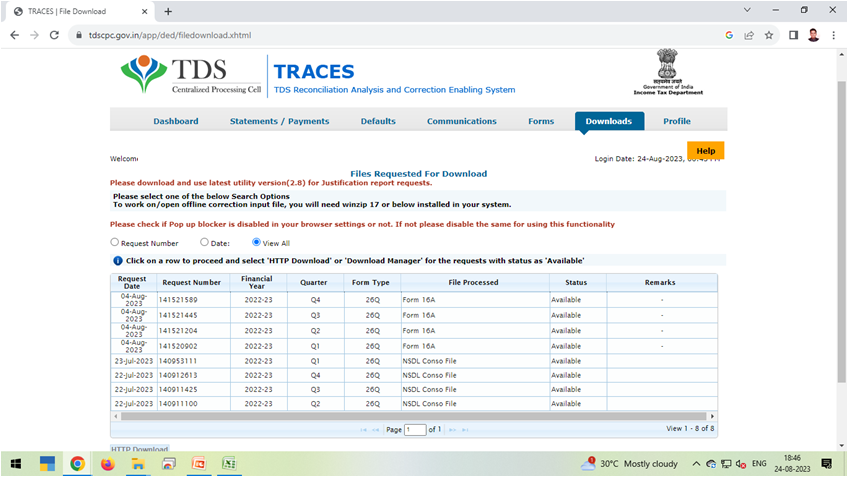 TRACES | File Download
tdscpc.gov.in/app/ded/filedownload.xhtml
TDS
Centralized Processing Cell
TRACES
TDS Reconciliation Analysis and Correction Enabling System
सत्यमेव जयते
Government of India
Income Tax Department
Dashboard Statements / Payments Defaults Communications Forms Downloads Profile
Help
Welcome Login Date: 24-Aug-2023,
Files Requested For Download
Please download and use latest utility version(2.8) for Justification report requests.
Please select one of the below Search Options
To work on/open offline correction input file, you will need winzip 17 or below installed in your system.
Please check if Pop up blocker is disabled in your browser settings or not. If not please disable the same for using this functionality
Request Number Date: View All
Click on a row to proceed and select 'HTTP Download' or 'Download Manager' for the requests with status as 'Available'
Request Date Request Number Financial Year Quarter Form Type File Processed Status Remarks
04-Aug-2023 141521589 2022-23 Q4 26Q Form 16A Available -
04-Aug-2023 141521445 2022-23 Q3 26Q Form 16A Available -
04-Aug-2023 141521204 2022-23 Q2 26Q Form 16A Available -
04-Aug-2023 141520902 2022-23 Q1 26Q Form 16A Available -
23-Jul-2023 140953111 2022-23 Q1 26Q NSDL Conso File Available
22-Jul-2023 140912613 2022-23 Q4 26Q NSDL Conso File Available
22-Jul-2023 140911425 2022-23 Q3 26Q NSDL Conso File Available
22-Jul-2023 140911100 2022-23 Q2 26Q NSDL Conso File Available
Page 1 of 1 View 1 - 8 of 8
HTTP Download
1 30°C Mostly cloudy ENG 18:46
24-08-2023